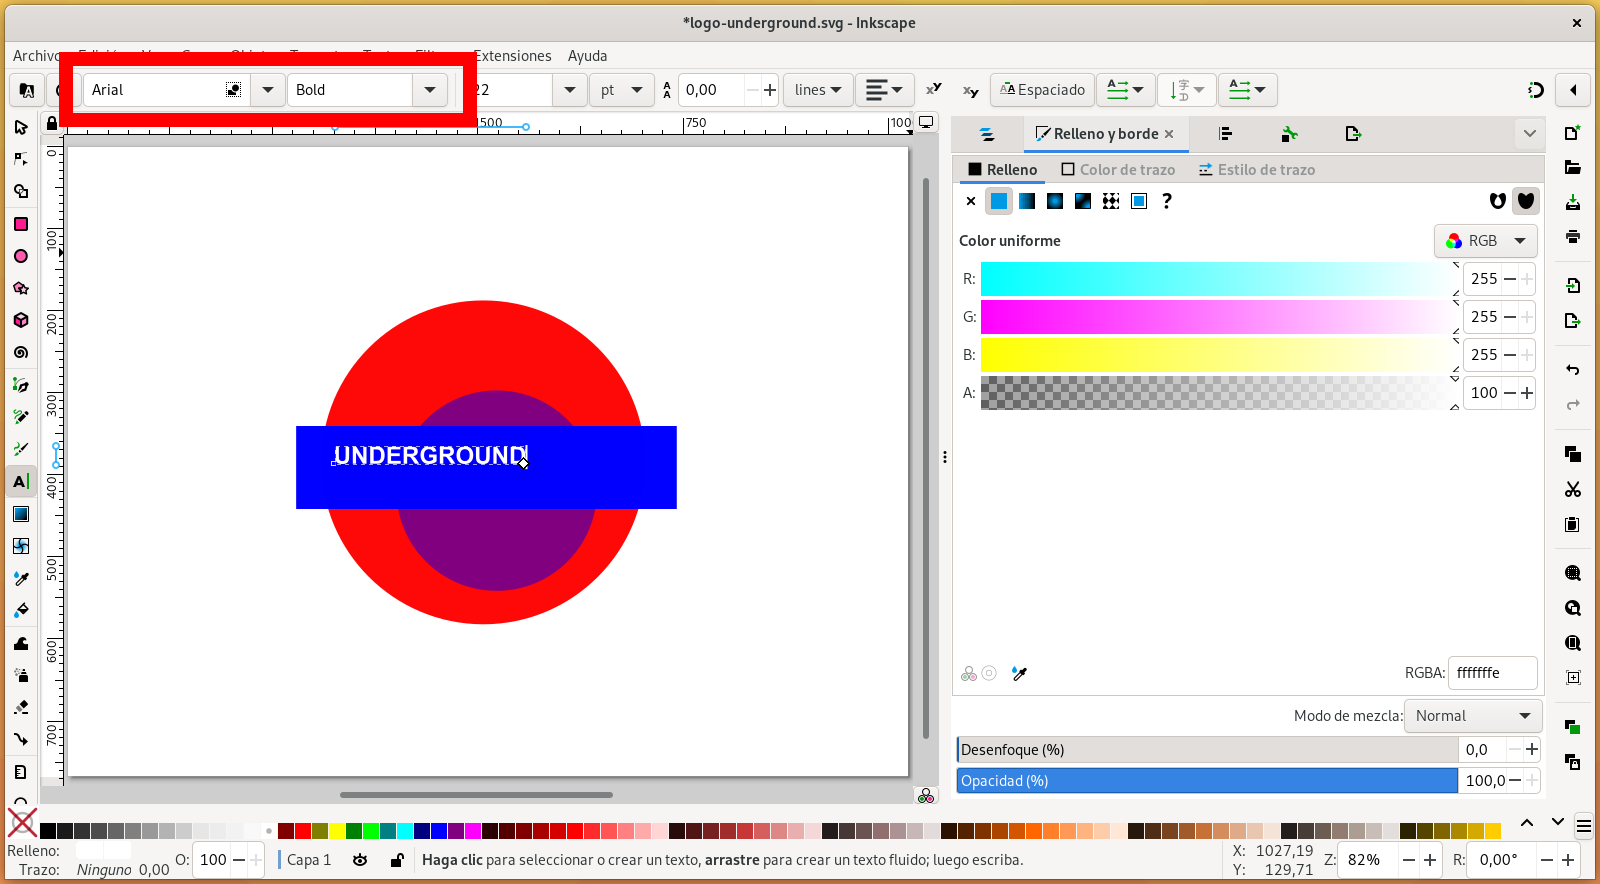 *logo-underground.svg - Inkscape
Archivo Extensiones Ayuda
Arial Bold 22 pt 0,00 lines Espaciado
500 750 100
0
100
200
300
400
500
600
700
UNDERGROUND
Relleno y borde
Relleno Color de trazo Estilo de trazo
?
Color uniforme RGB
R: 255
G: 255
B: 255
A: 100
RGBA: fffffffe
Modo de mezcla: Normal
Desenfoque (%) 0,0
Opacidad (%) 100,0
Relleno:
Trazo: Ninguno 0,00
O: 100
Capa 1
Haga clic para seleccionar o crear un texto, arrastre para crear un texto fluido; luego escriba.
X: 1027,19
Y: 129,71
Z: 82%
R: 0,00°